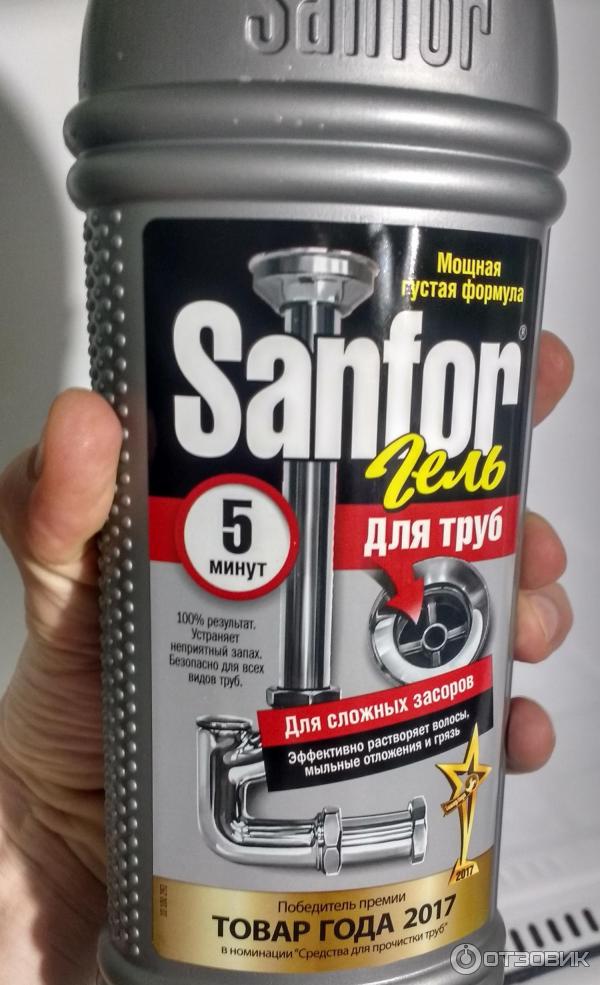 Sanfor
Мощная
густая формула
Sanfor®
Гель
для труб
5
минут
100% результат.
Устраняет
неприятный запах.
Безопасно для всех
видов труб.
Для сложных засоров
Эффективно растворяет волосы,
мыльные отложения и грязь
2017
Победитель премии
ТОВАР ГОДА 2017
в номинации "Средства для прочистки труб"
ОТЗОВИК